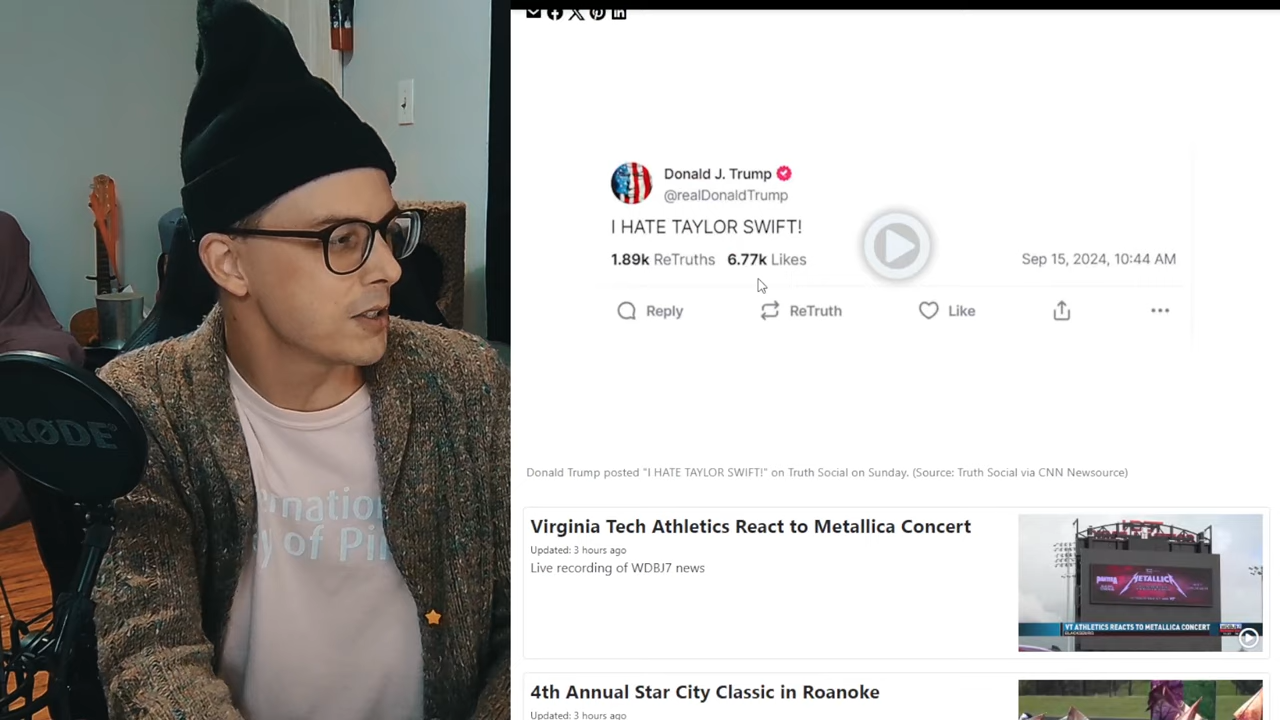 Donald J. Trump
@realDonaldTrump
I HATE TAYLOR SWIFT!
1.89k ReTruths 6.77k Likes
Sep 15, 2024, 10:44 AM
Reply
ReTruth
Like
Donald Trump posted "I HATE TAYLOR SWIFT!" on Truth Social on Sunday. (Source: Truth Social via CNN Newsource)
Virginia Tech Athletics React to Metallica Concert
Updated: 3 hours ago
Live recording of WDBJ7 news
METALLICA
VT ATHLETICS REACTS TO METALLICA CONCERT
BLACKSBURG
4th Annual Star City Classic in Roanoke
Updated: 3 hours ago
RØDE